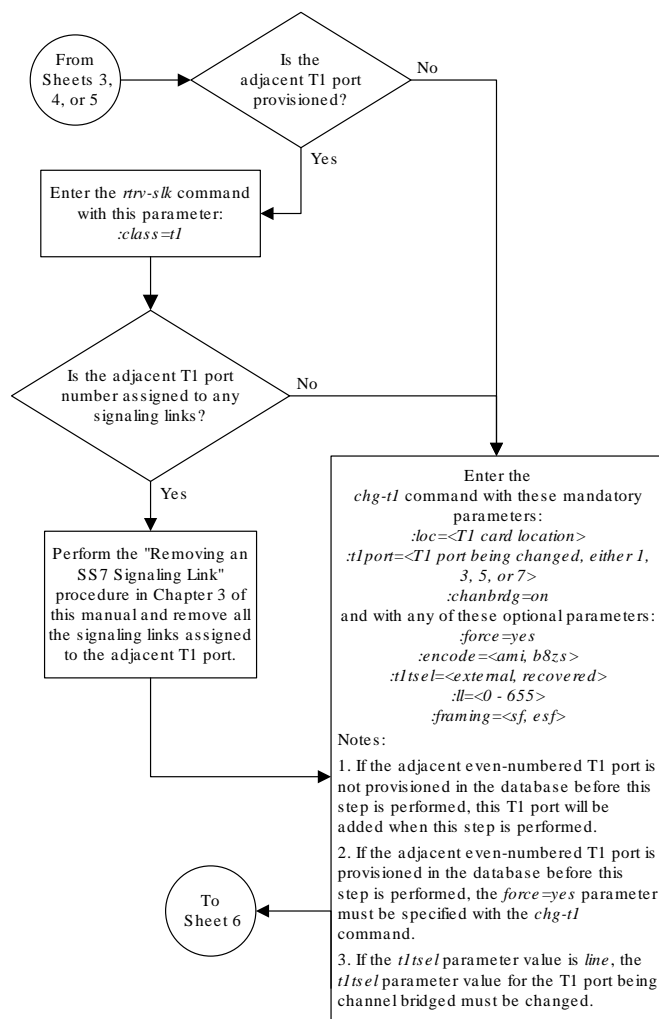 From
Sheets 3,
4, or 5
Is the
adjacent T1 port
provisioned?
No
Yes
Enter the rtrv-slk command
with this parameter:
:class=t1
Is the adjacent T1 port
number assigned to any
signaling links?
No
Yes
Perform the "Removing an
SS7 Signaling Link"
procedure in Chapter 3 of
this manual and remove all
the signaling links assigned
to the adjacent T1 port.
Enter the
chg-t1 command with these mandatory
parameters:
:loc=<T1 card location>
:t1port=<T1 port being changed, either 1,
3, 5, or 7>
:chanbrdg=on
and with any of these optional parameters:
:force=yes
:encode=<ami, b8zs>
:t1tsel=<external, recovered>
:ll=<0 - 655>
:framing=<sf, esf>
Notes:
1. If the adjacent even-numbered T1 port is
not provisioned in the database before this
step is performed, this T1 port will be
added when this step is performed.
2. If the adjacent even-numbered T1 port is
provisioned in the database before this
step is performed, the force=yes parameter
must be specified with the chg-t1
command.
3. If the t1tsel parameter value is line, the
t1tsel parameter value for the T1 port being
channel bridged must be changed.
To
Sheet 6